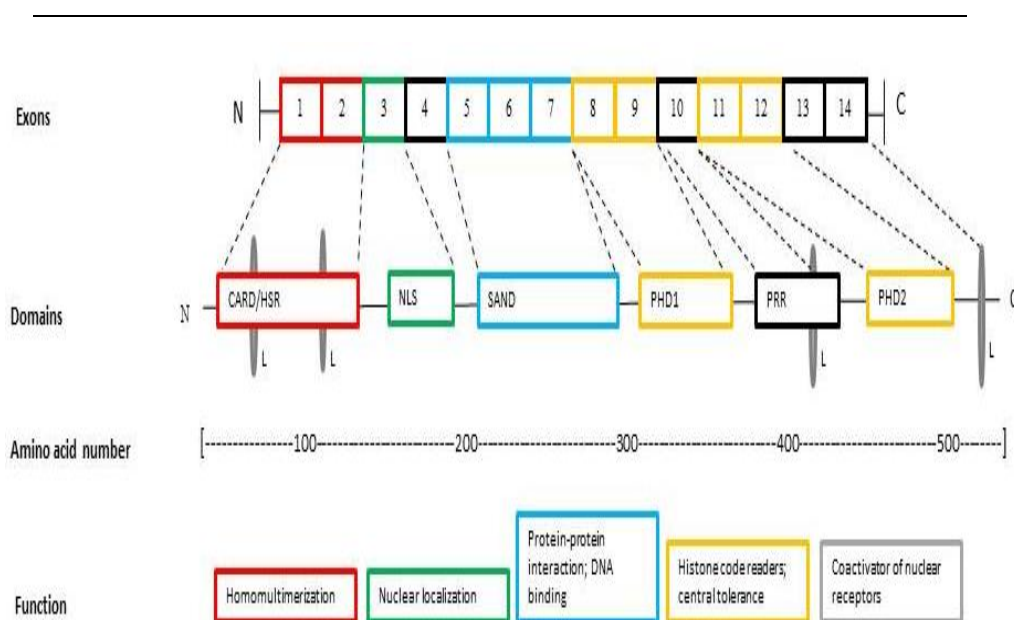 Exons
N 1 2 3 4 5 6 7 8 9 10 11 12 13 14 C
Domains
N CARD/HSR NLS SAND PHD1 PRR PHD2 C
L L L L
Amino acid number
[-----------100-------------------200-------------------300-------------------400-------------------500-----]
Function
Homomultimerization
Nuclear localization
Protein-protein
interaction; DNA
binding
Histone code readers;
central tolerance
Coactivator of nuclear
receptors